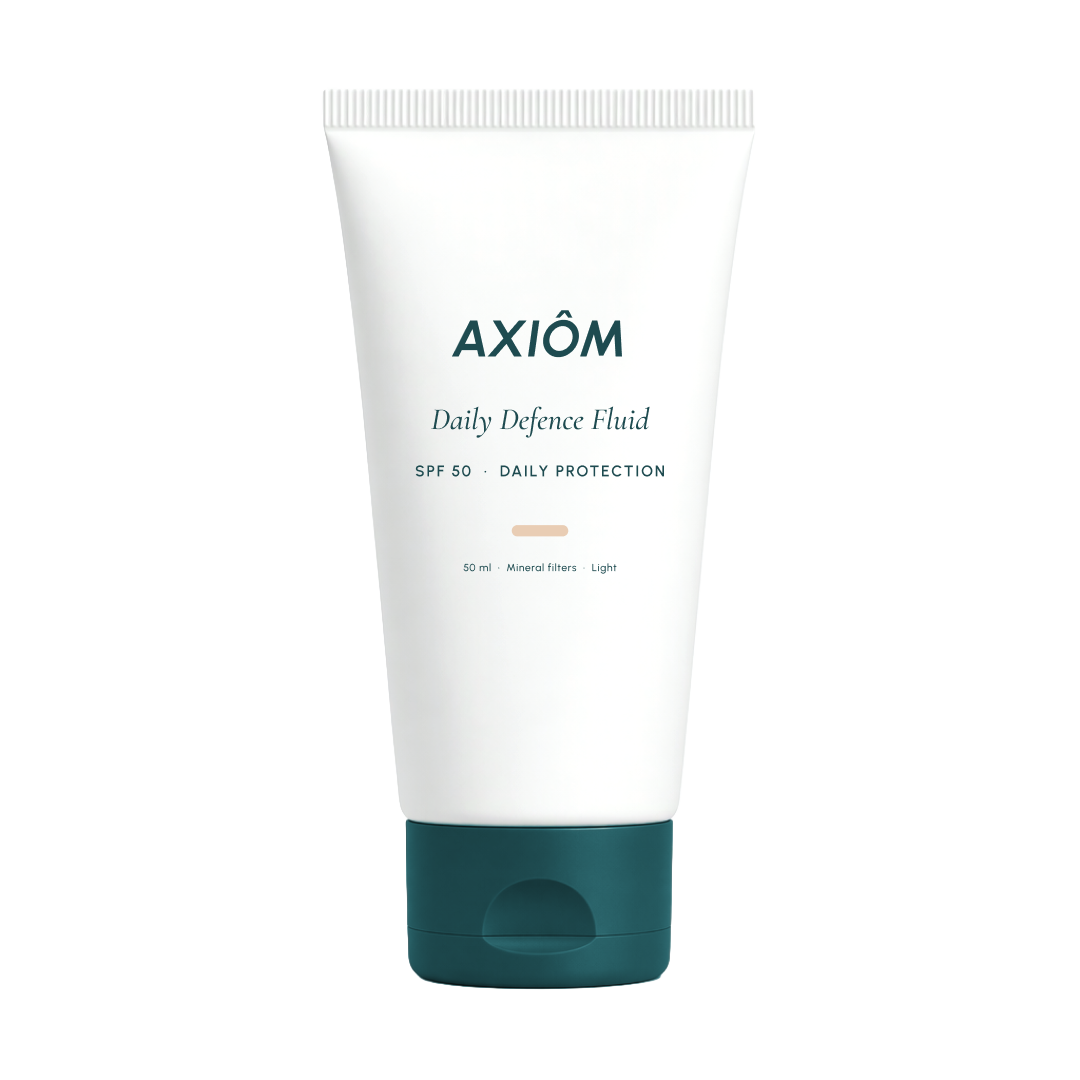 AXIÔM
Daily Defence Fluid
SPF 50 · DAILY PROTECTION
50 ml · Mineral filters · Light